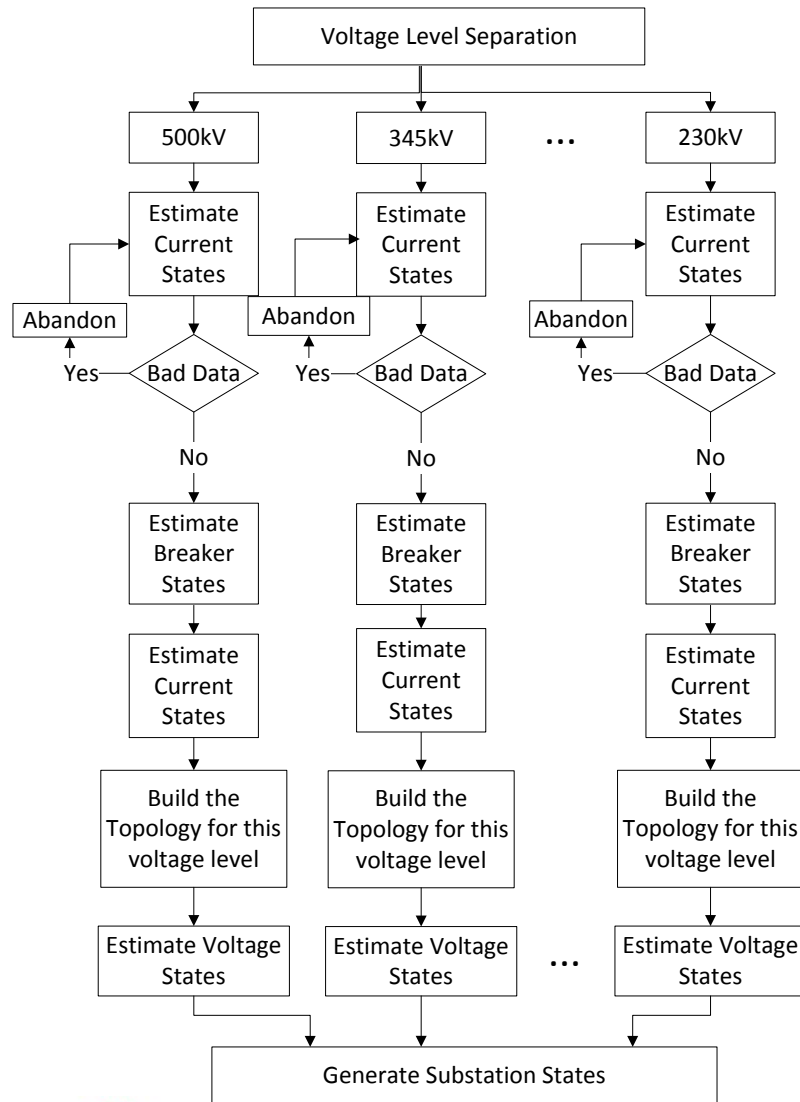 Voltage Level Separation
500kV
345kV
...
230kV
Estimate
Current
States
Estimate
Current
States
Estimate
Current
States
Abandon
Abandon
Abandon
Yes
Bad Data
Yes
Bad Data
Yes
Bad Data
No
No
No
Estimate
Breaker
States
Estimate
Breaker
States
Estimate
Breaker
States
Estimate
Current
States
Estimate
Current
States
Estimate
Current
States
Build the
Topology for this
voltage level
Build the
Topology for this
voltage level
Build the
Topology for this
voltage level
Estimate Voltage
States
Estimate Voltage
States
...
Estimate Voltage
States
Generate Substation States